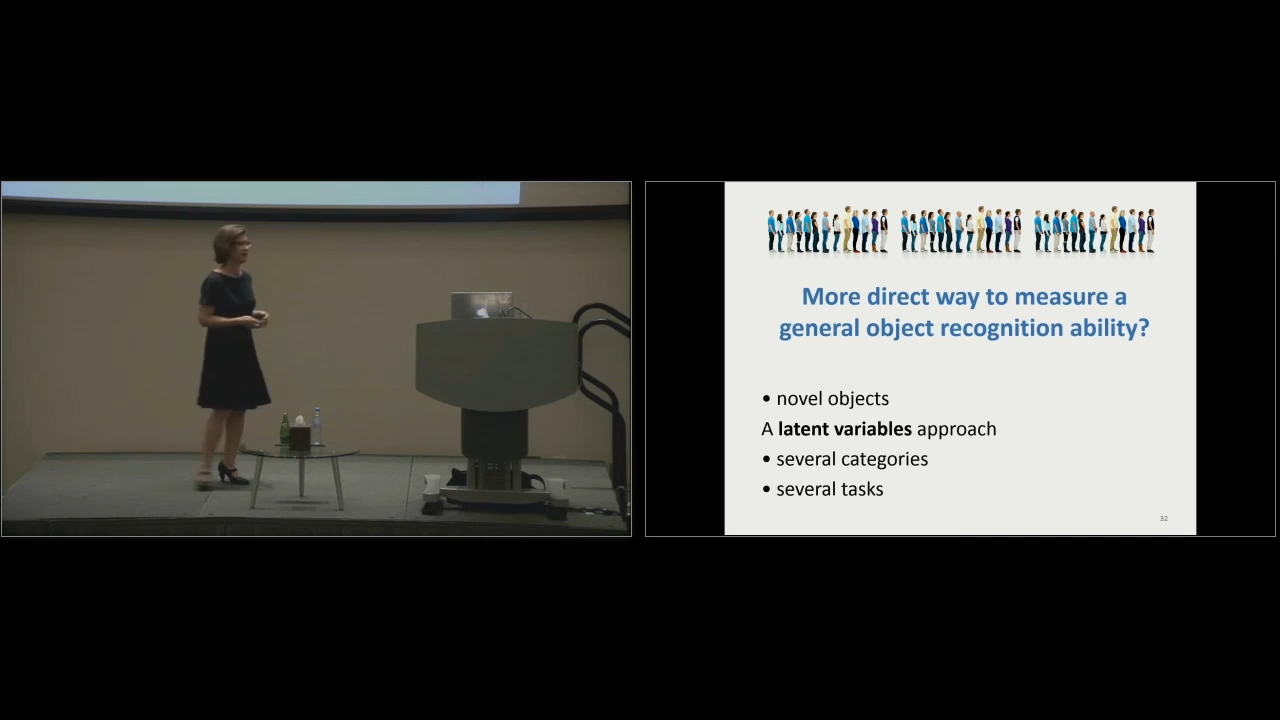 More direct way to measure a
general object recognition ability?
• novel objects
A latent variables approach
• several categories
• several tasks
32